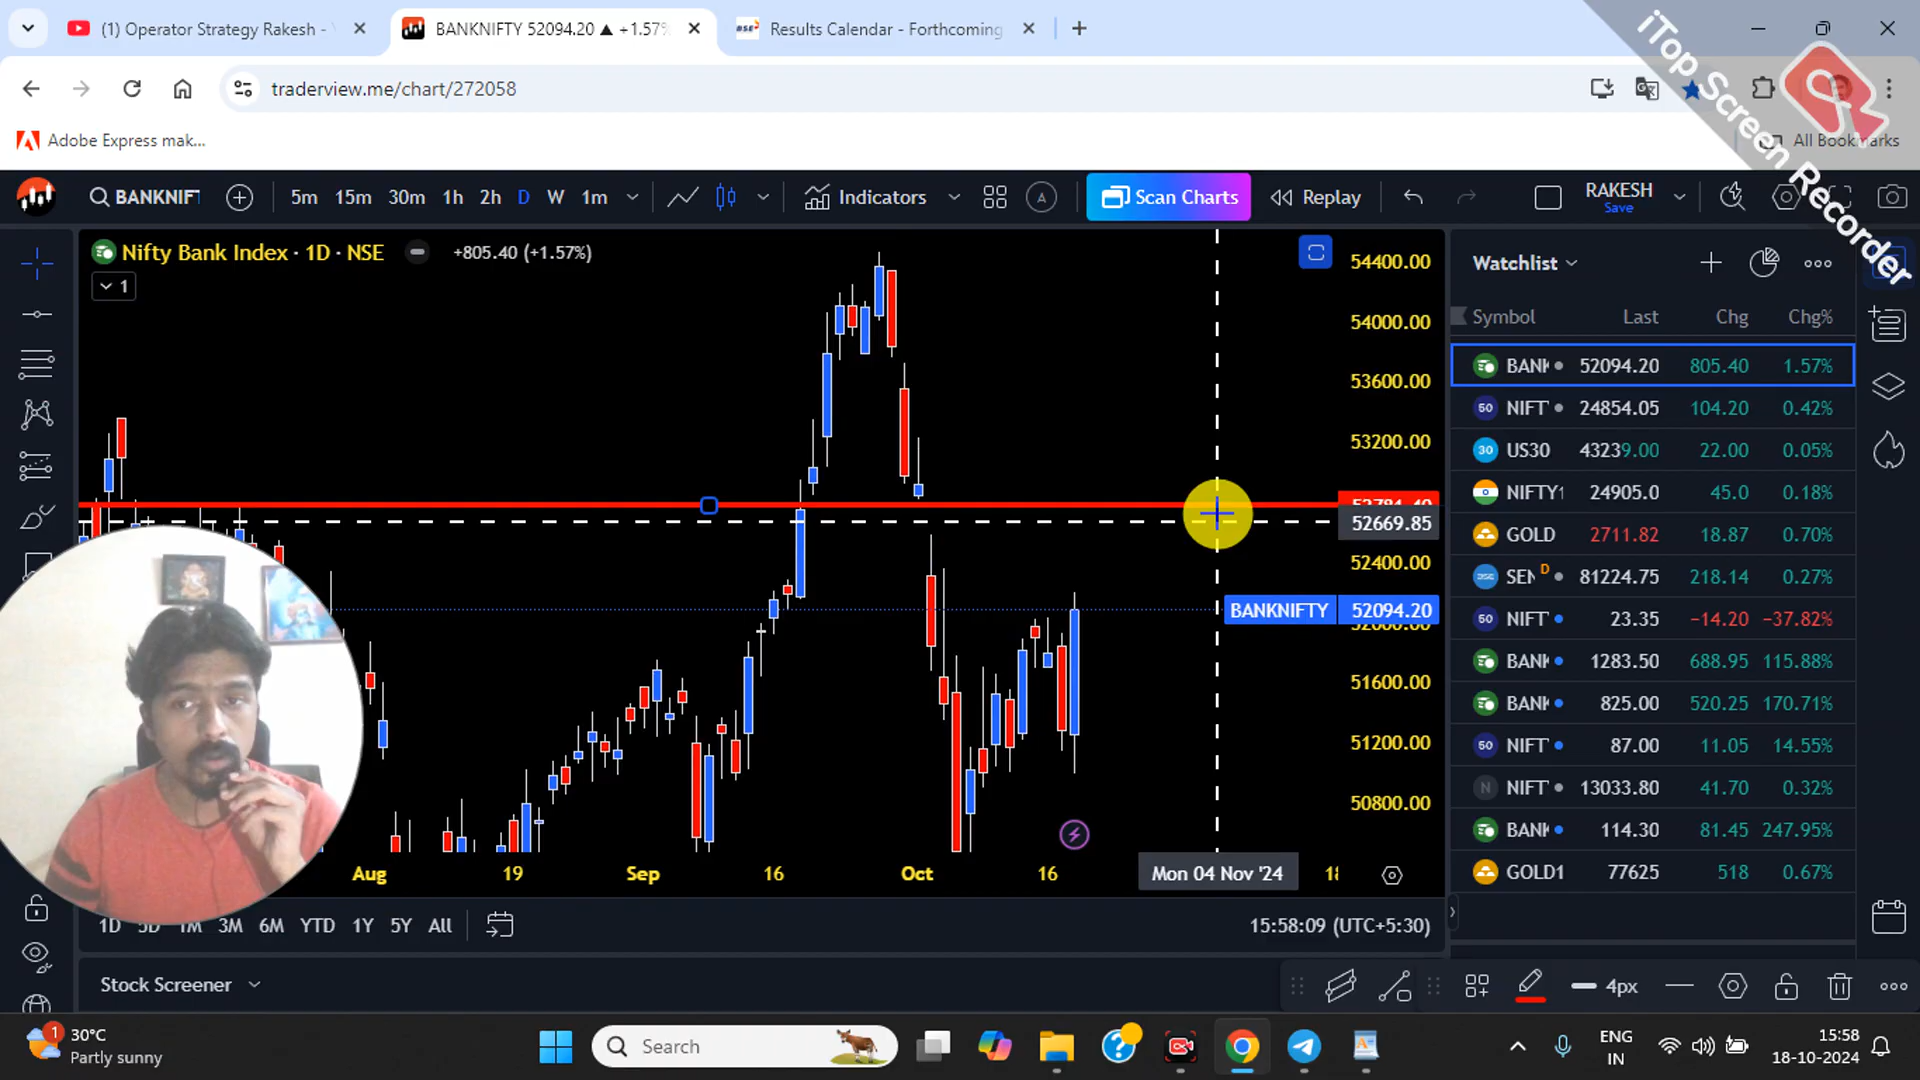 (1) Operator Strategy Rakesh -
BANKNIFTY 52094.20 ▲ +1.57%
Results Calendar - Forthcoming
iTop Screen Recorder
traderview.me/chart/272058
Adobe Express mak...
All Bookmarks
BANKNIFT
5m 15m 30m 1h 2h D W 1m
Indicators
A
Scan Charts
Replay
RAKESH
Save
Nifty Bank Index · 1D · NSE
+805.40 (+1.57%)
1
54400.00
54000.00
53600.00
53200.00
52669.85
52400.00
BANKNIFTY 52094.20
51600.00
51200.00
50800.00
Aug 19 Sep 16 Oct 16 Mon 04 Nov '24
1D 5D 1M 3M 6M YTD 1Y 5Y All
15:58:09 (UTC+5:30)
Watchlist
Symbol Last Chg Chg%
BANK 52094.20 805.40 1.57%
50 NIFT 24854.05 104.20 0.42%
30 US30 43239.00 22.00 0.05%
NIFTY1 24905.0 45.0 0.18%
GOLD 2711.82 18.87 0.70%
SEN D 81224.75 218.14 0.27%
50 NIFT 23.35 −14.20 −37.82%
BANK 1283.50 688.95 115.88%
BANK 825.00 520.25 170.71%
50 NIFT 87.00 11.05 14.55%
N NIFT 13033.80 41.70 0.32%
BANK 114.30 81.45 247.95%
GOLD1 77625 518 0.67%
Stock Screener
4px
1
30°C
Partly sunny
Search
ENG
IN
15:58
18-10-2024